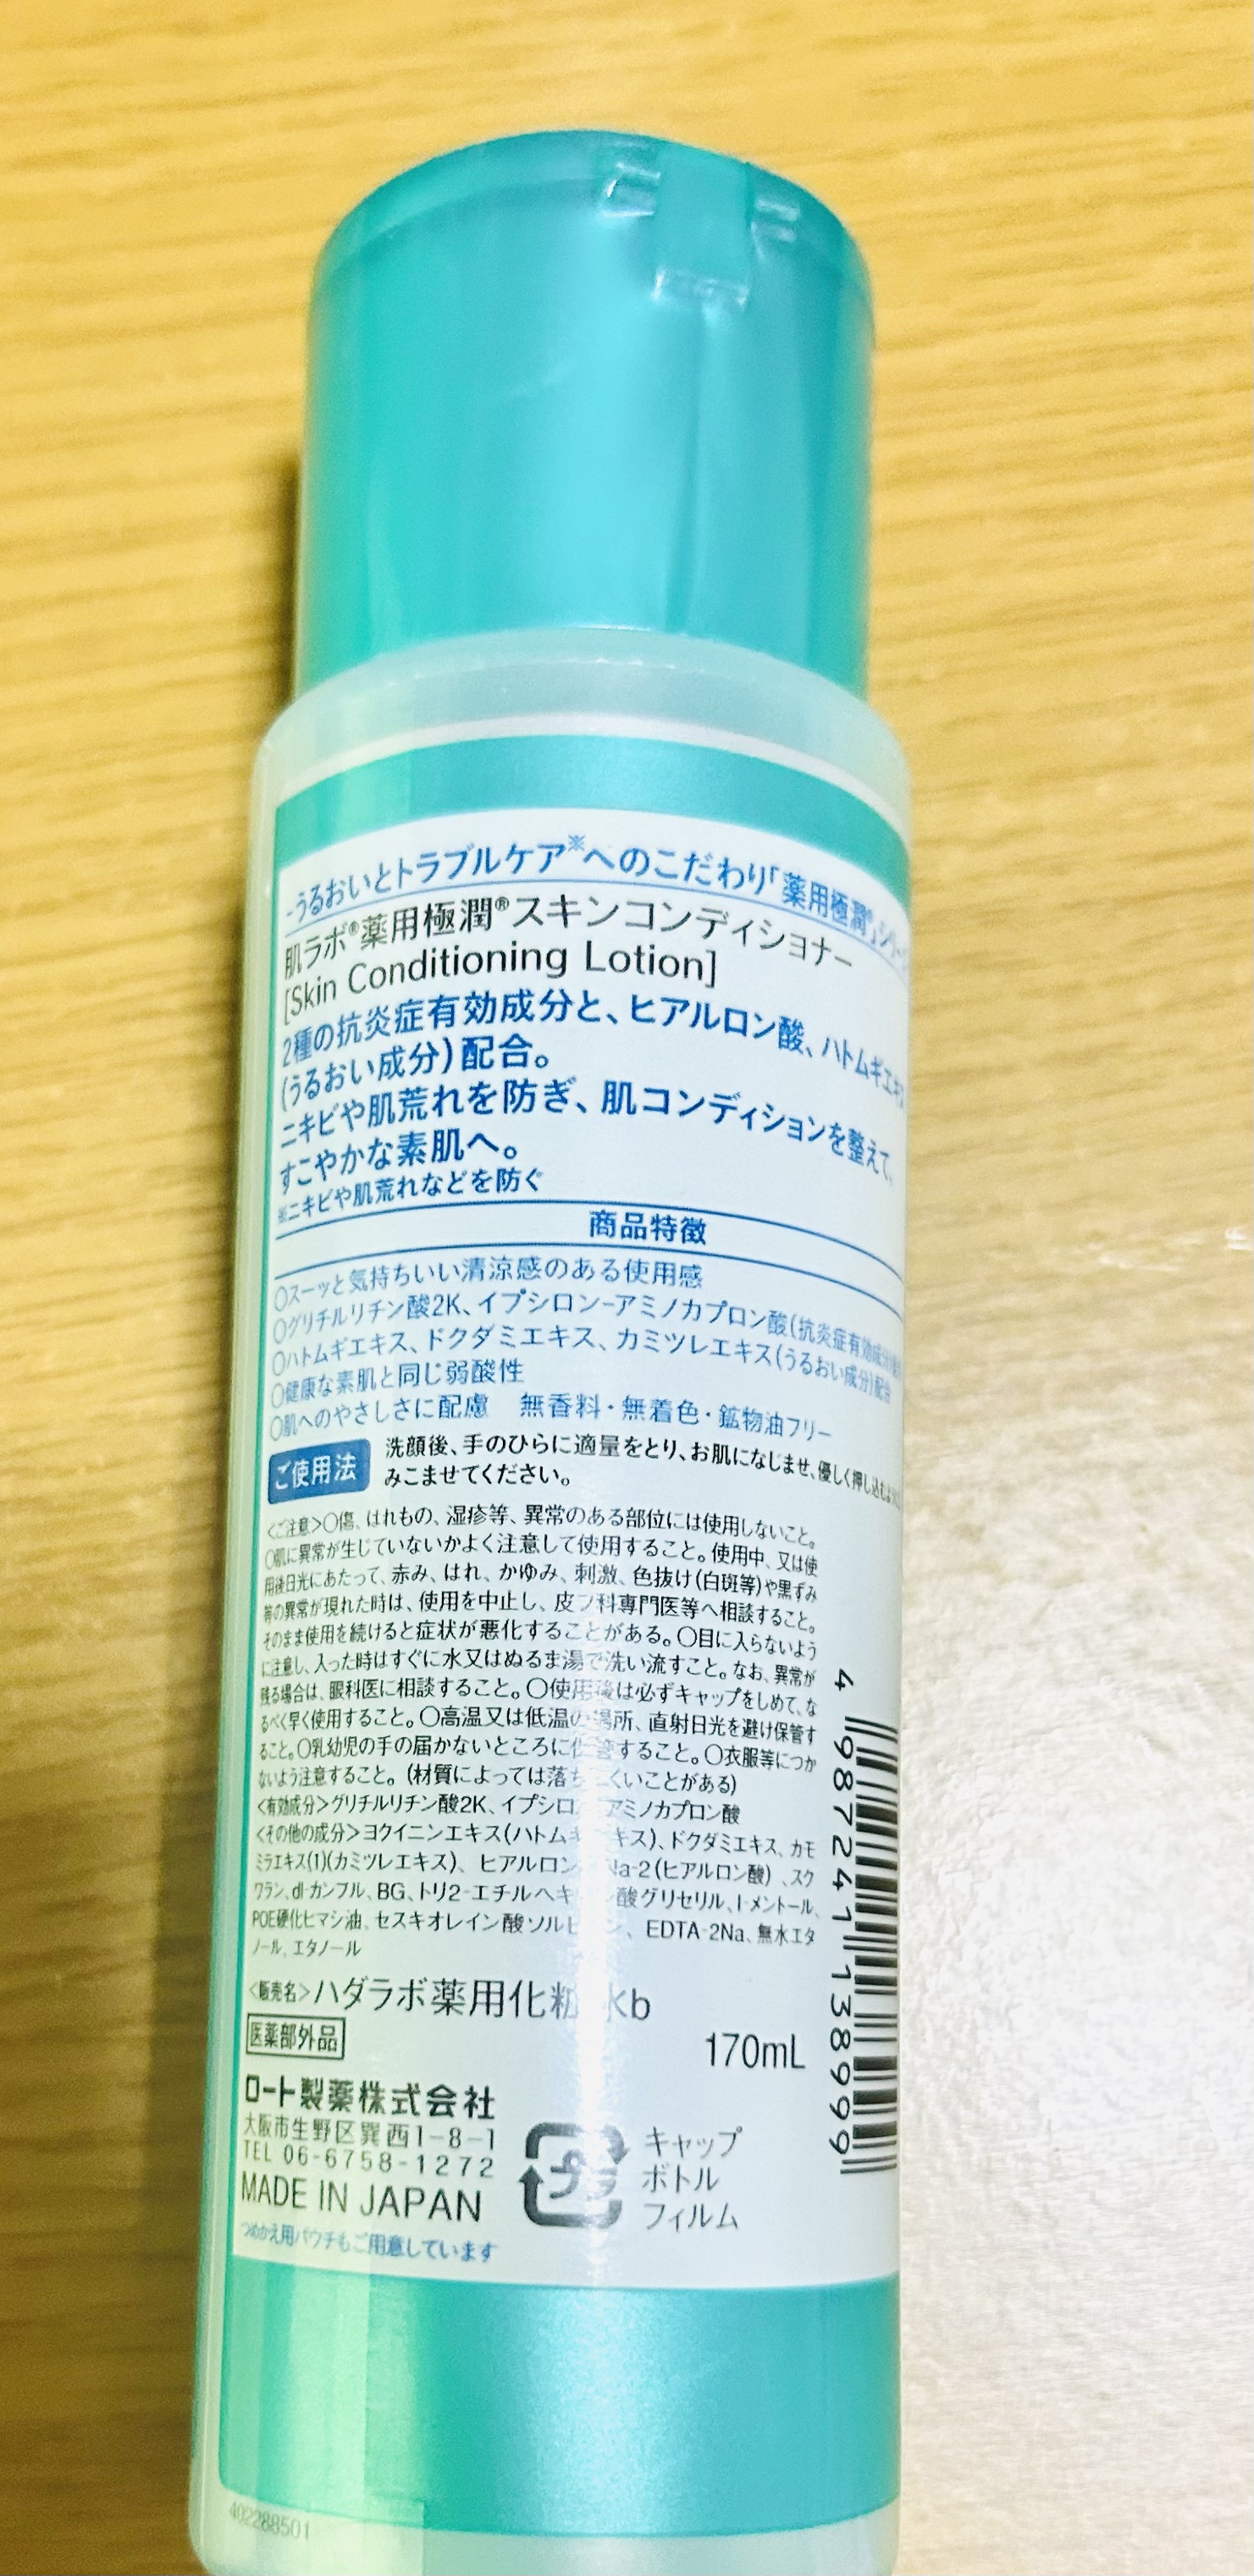 -うるおいとトラブルケア※へのこだわり「薬用極潤®」シリーズ
肌ラボ®薬用極潤®スキンコンディショナー
[Skin Conditioning Lotion]
2種の抗炎症有効成分と、ヒアルロン酸、ハトムギエキス
(うるおい成分)配合。
ニキビや肌荒れを防ぎ、肌コンディションを整えて、
すこやかな素肌へ。
※ニキビや肌荒れなどを防ぐ
商品特徴
○スーッと気持ちいい清涼感のある使用感
○グリチルリチン酸2K、イプシロン-アミノカプロン酸(抗炎症有効成分)
○ハトムギエキス、ドクダミエキス、カミツレエキス(うるおい成分)配合
○健康な素肌と同じ弱酸性
○肌へのやさしさに配慮 無香料・無着色・鉱物油フリー
ご使用法
洗顔後、手のひらに適量をとり、お肌になじませ、優しく押し込むように
みこませてください。
<ご注意>○傷、はれもの、湿疹等、異常のある部位には使用しないこと。
○肌に異常が生じていないかよく注意して使用すること。使用中、又は使
用後日光にあたって、赤み、はれ、かゆみ、刺激、色抜け(白斑等)や黒ずみ
等の異常が現れた時は、使用を中止し、皮フ科専門医等へ相談すること。
そのまま使用を続けると症状が悪化することがある。○目に入らないよう
に注意し、入った時はすぐに水又はぬるま湯で洗い流すこと。なお、異常が
残る場合は、眼科医に相談すること。○使用後は必ずキャップをしめて、な
るべく早く使用すること。○高温又は低温の場所、直射日光を避け保管す
ること。○乳幼児の手の届かないところに保管すること。○衣服等につか
ないよう注意すること。(材質によっては落ちにくいことがある)
<有効成分>グリチルリチン酸2K、イプシロン-アミノカプロン酸
<その他の成分>ヨクイニンエキス(ハトムギエキス)、ドクダミエキス、カモ
ミラエキス(1)(カミツレエキス)、ヒアルロン酸Na-2(ヒアルロン酸)、スク
ワラン、dl-カンフル、BG、トリ2-エチルヘキサン酸グリセリル、l-メントール、
POE硬化ヒマシ油、セスキオレイン酸ソルビタン、EDTA-2Na、無水エタ
ノール、エタノール
<販売名>ハダラボ薬用化粧水b
医薬部外品
170mL
ロート製薬株式会社
大阪市生野区巽西1-8-1
TEL 06-6758-1272
MADE IN JAPAN
つめかえ用パウチもご用意しています
プラ
キャップ
ボトル
フィルム
4 987241 138999
402288501